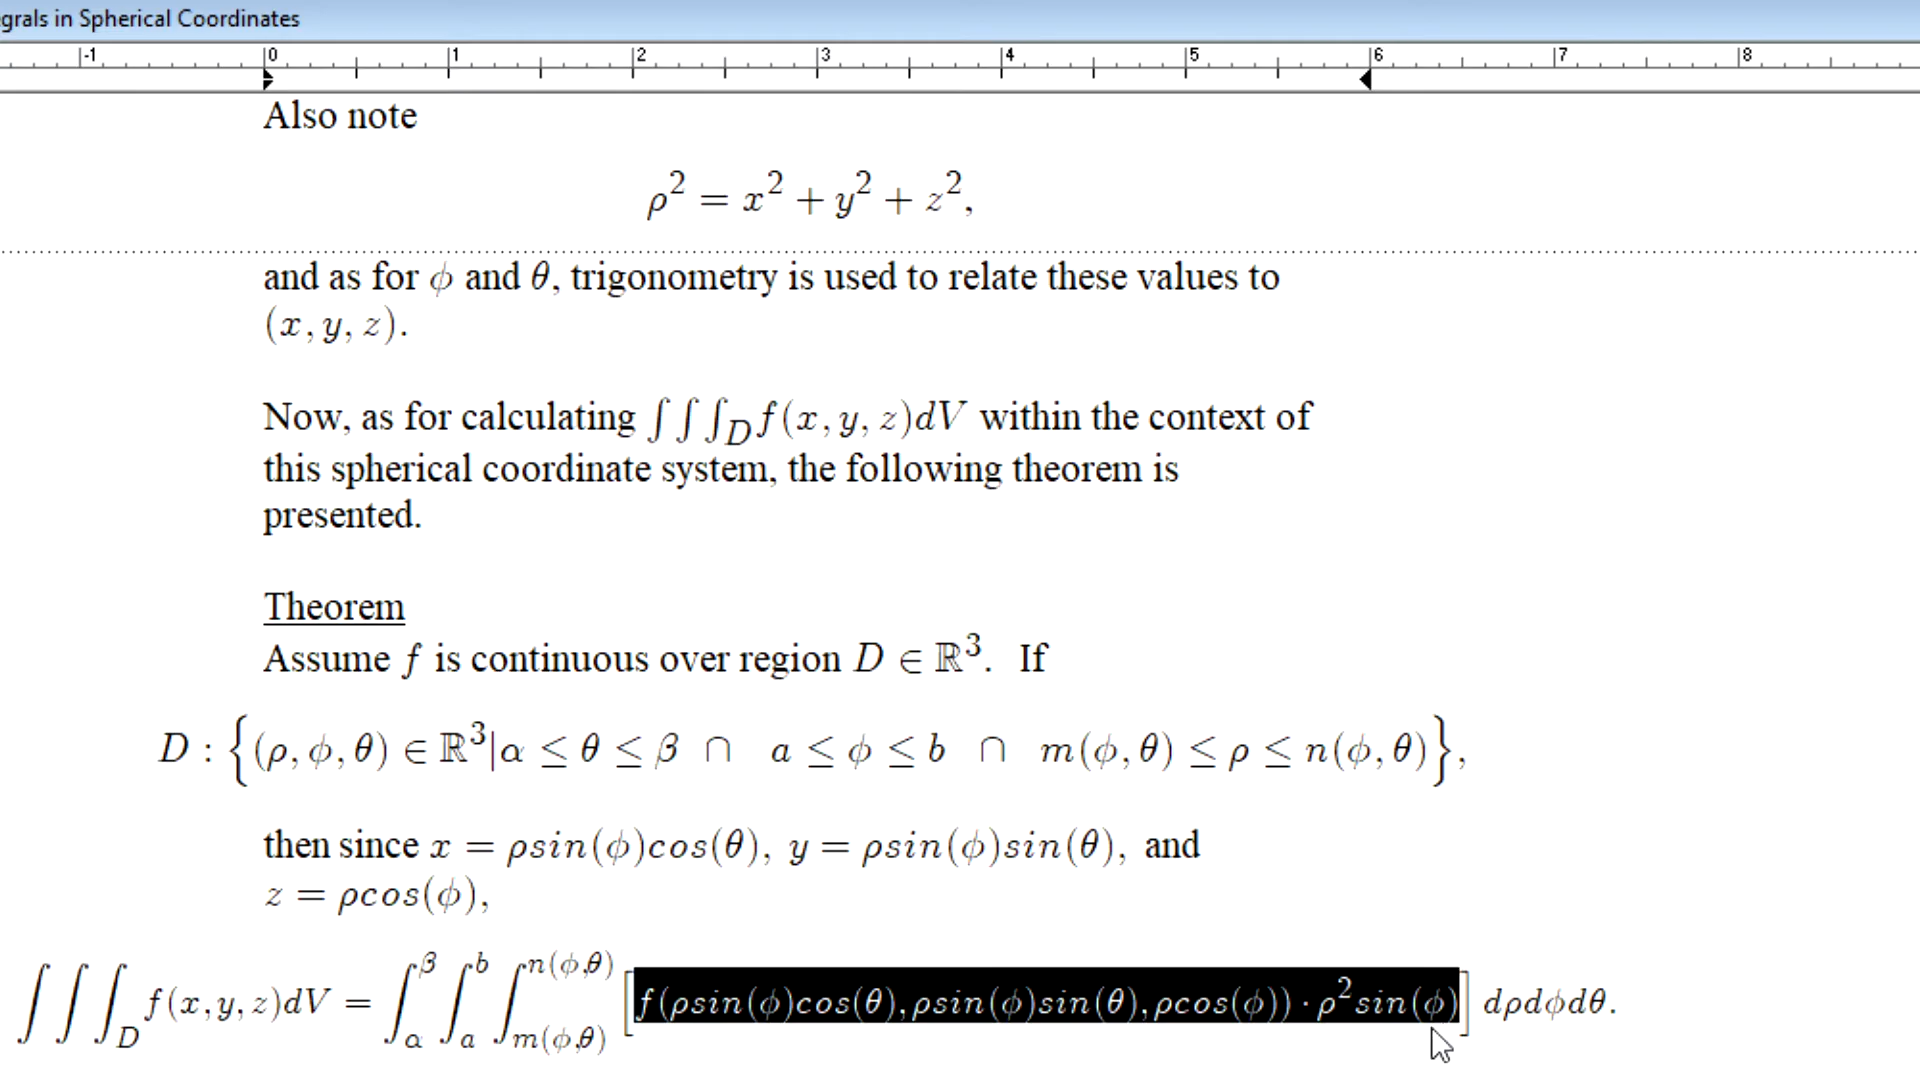 grals in Spherical Coordinates
-1 0 1 2 3 4 5 6 7 8
Also note
ρ² = x² + y² + z²,
and as for ϕ and θ, trigonometry is used to relate these values to
(x, y, z).
Now, as for calculating ∫∫∫_D f(x, y, z)dV within the context of
this spherical coordinate system, the following theorem is
presented.
Theorem
Assume f is continuous over region D ∈ ℝ³. If
D : {(ρ, ϕ, θ) ∈ ℝ³|α ≤ θ ≤ β ∩ a ≤ ϕ ≤ b ∩ m(ϕ, θ) ≤ ρ ≤ n(ϕ, θ)},
then since x = ρsin(ϕ)cos(θ), y = ρsin(ϕ)sin(θ), and
z = ρcos(ϕ),
∫∫∫_D f(x,y,z)dV = ∫_α^β ∫_a^b ∫_{m(ϕ,θ)}^{n(ϕ,θ)} [f(ρsin(ϕ)cos(θ),ρsin(ϕ)sin(θ),ρcos(ϕ)) · ρ²sin(ϕ)] dρdϕdθ.